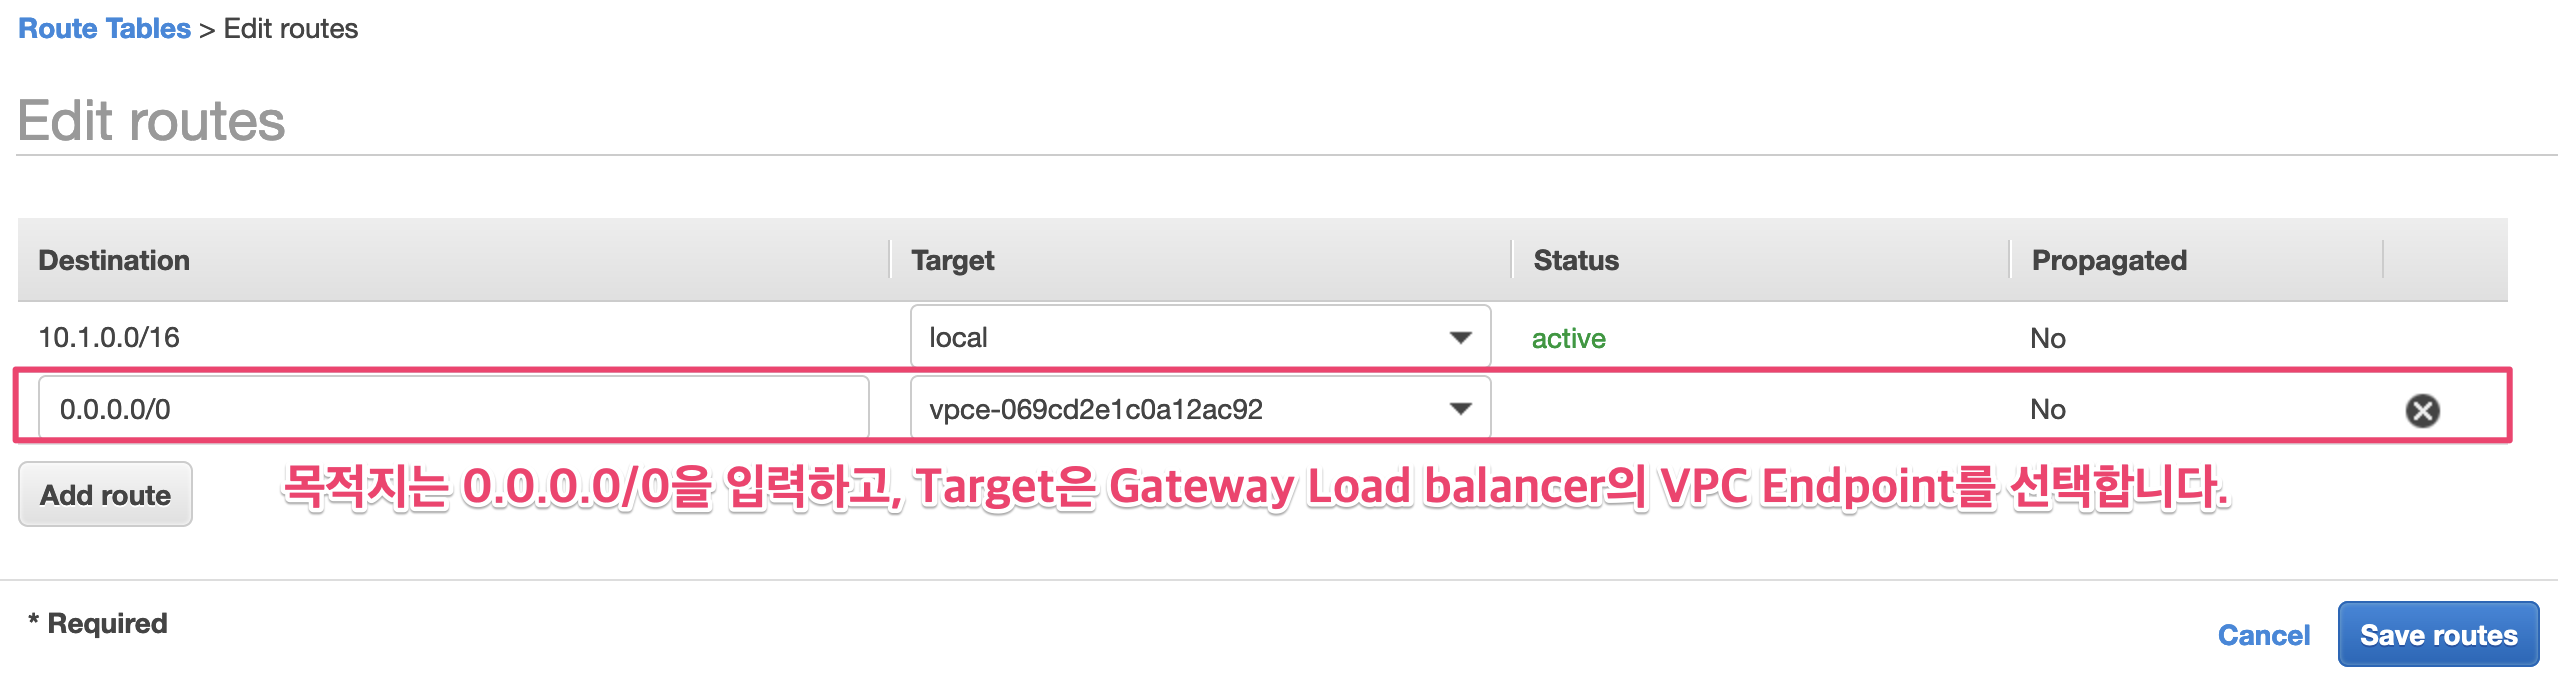 Route Tables > Edit routes
Edit routes
Destination Target Status Propagated
10.1.0.0/16 local active No
0.0.0.0/0 vpce-069cd2e1c0a12ac92 No
Add route 목적지는 0.0.0.0/0을 입력하고, Target은 Gateway Load balancer의 VPC Endpoint를 선택합니다.
* Required
Cancel Save routes